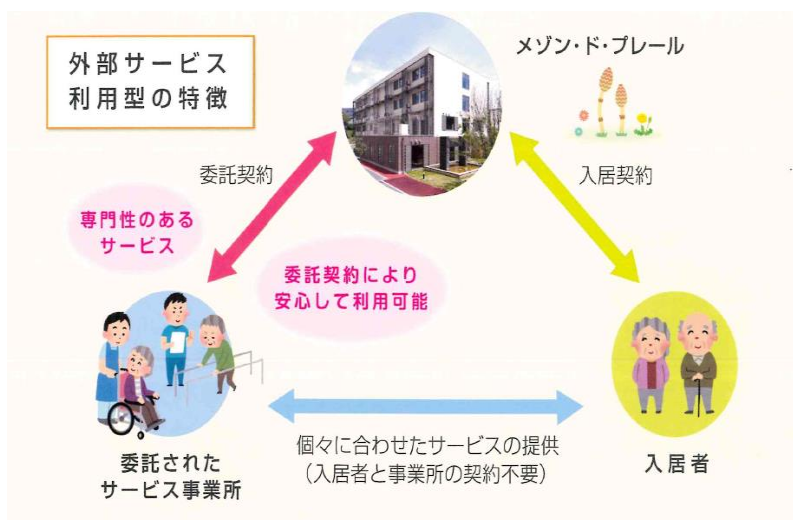 外部サービス
利用型の特徴
メゾン・ド・プレール
委託契約
入居契約
専門性のある
サービス
委託契約により
安心して利用可能
個々に合わせたサービスの提供
（入居者と事業所の契約不要）
委託された
サービス事業所
入居者